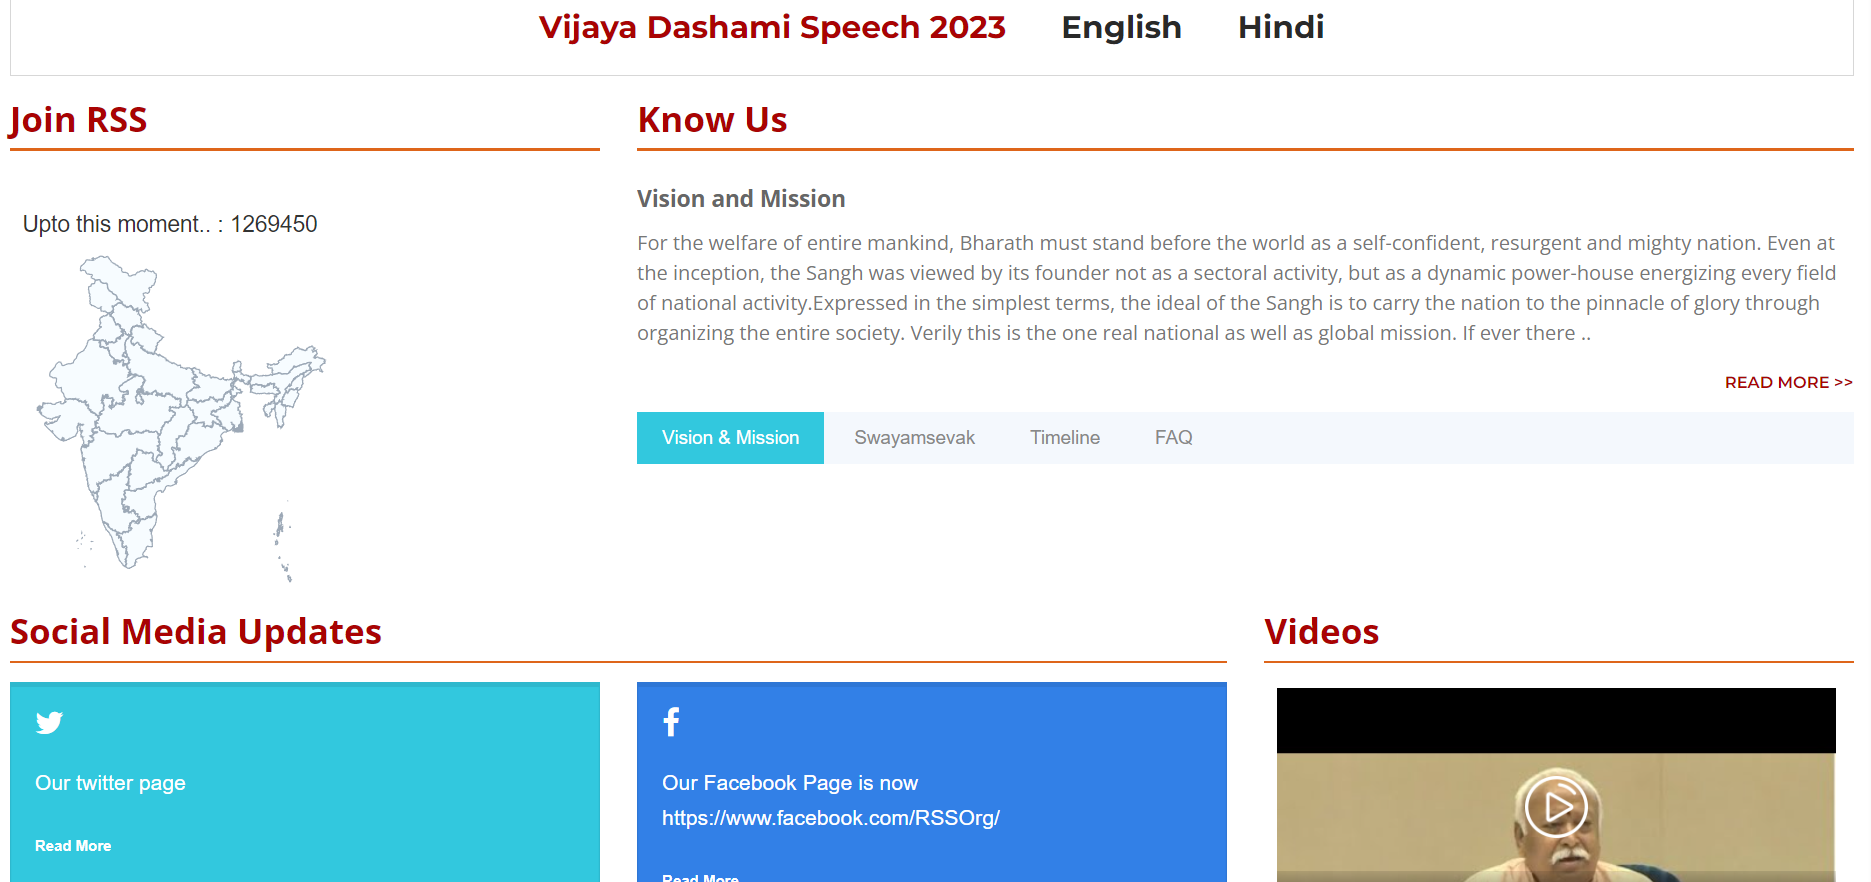 Vijaya Dashami Speech 2023 English Hindi
Join RSS
Upto this moment.. : 1269450
Know Us
Vision and Mission
For the welfare of entire mankind, Bharath must stand before the world as a self-confident, resurgent and mighty nation. Even at
the inception, the Sangh was viewed by its founder not as a sectoral activity, but as a dynamic power-house energizing every field
of national activity.Expressed in the simplest terms, the ideal of the Sangh is to carry the nation to the pinnacle of glory through
organizing the entire society. Verily this is the one real national as well as global mission. If ever there ..
READ MORE >>
Vision & Mission Swayamsevak Timeline FAQ
Social Media Updates
Our twitter page
Read More
Our Facebook Page is now
https://www.facebook.com/RSSOrg/
Read More
Videos